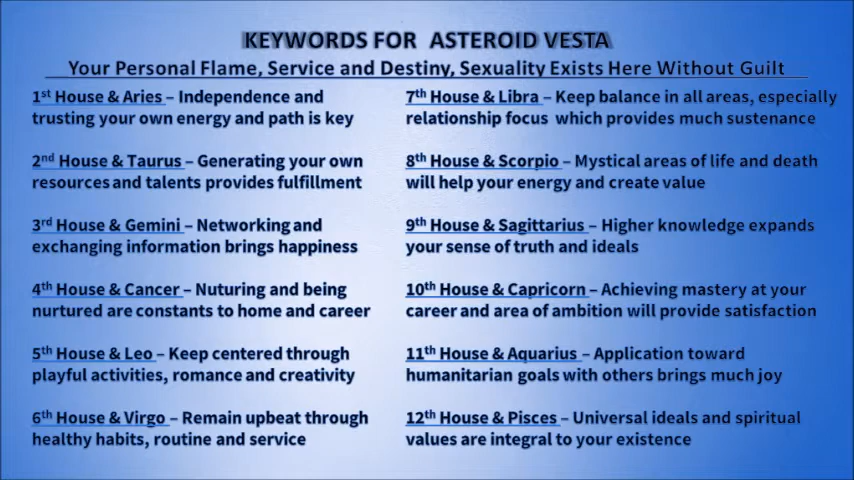 KEYWORDS FOR ASTEROID VESTA
Your Personal Flame, Service and Destiny, Sexuality Exists Here Without Guilt
1st House & Aries – Independence and
trusting your own energy and path is key
2nd House & Taurus – Generating your own
resources and talents provides fulfillment
3rd House & Gemini – Networking and
exchanging information brings happiness
4th House & Cancer – Nuturing and being
nurtured are constants to home and career
5th House & Leo – Keep centered through
playful activities, romance and creativity
6th House & Virgo – Remain upbeat through
healthy habits, routine and service
7th House & Libra – Keep balance in all areas, especially
relationship focus which provides much sustenance
8th House & Scorpio – Mystical areas of life and death
will help your energy and create value
9th House & Sagittarius – Higher knowledge expands
your sense of truth and ideals
10th House & Capricorn – Achieving mastery at your
career and area of ambition will provide satisfaction
11th House & Aquarius – Application toward
humanitarian goals with others brings much joy
12th House & Pisces – Universal ideals and spiritual
values are integral to your existence